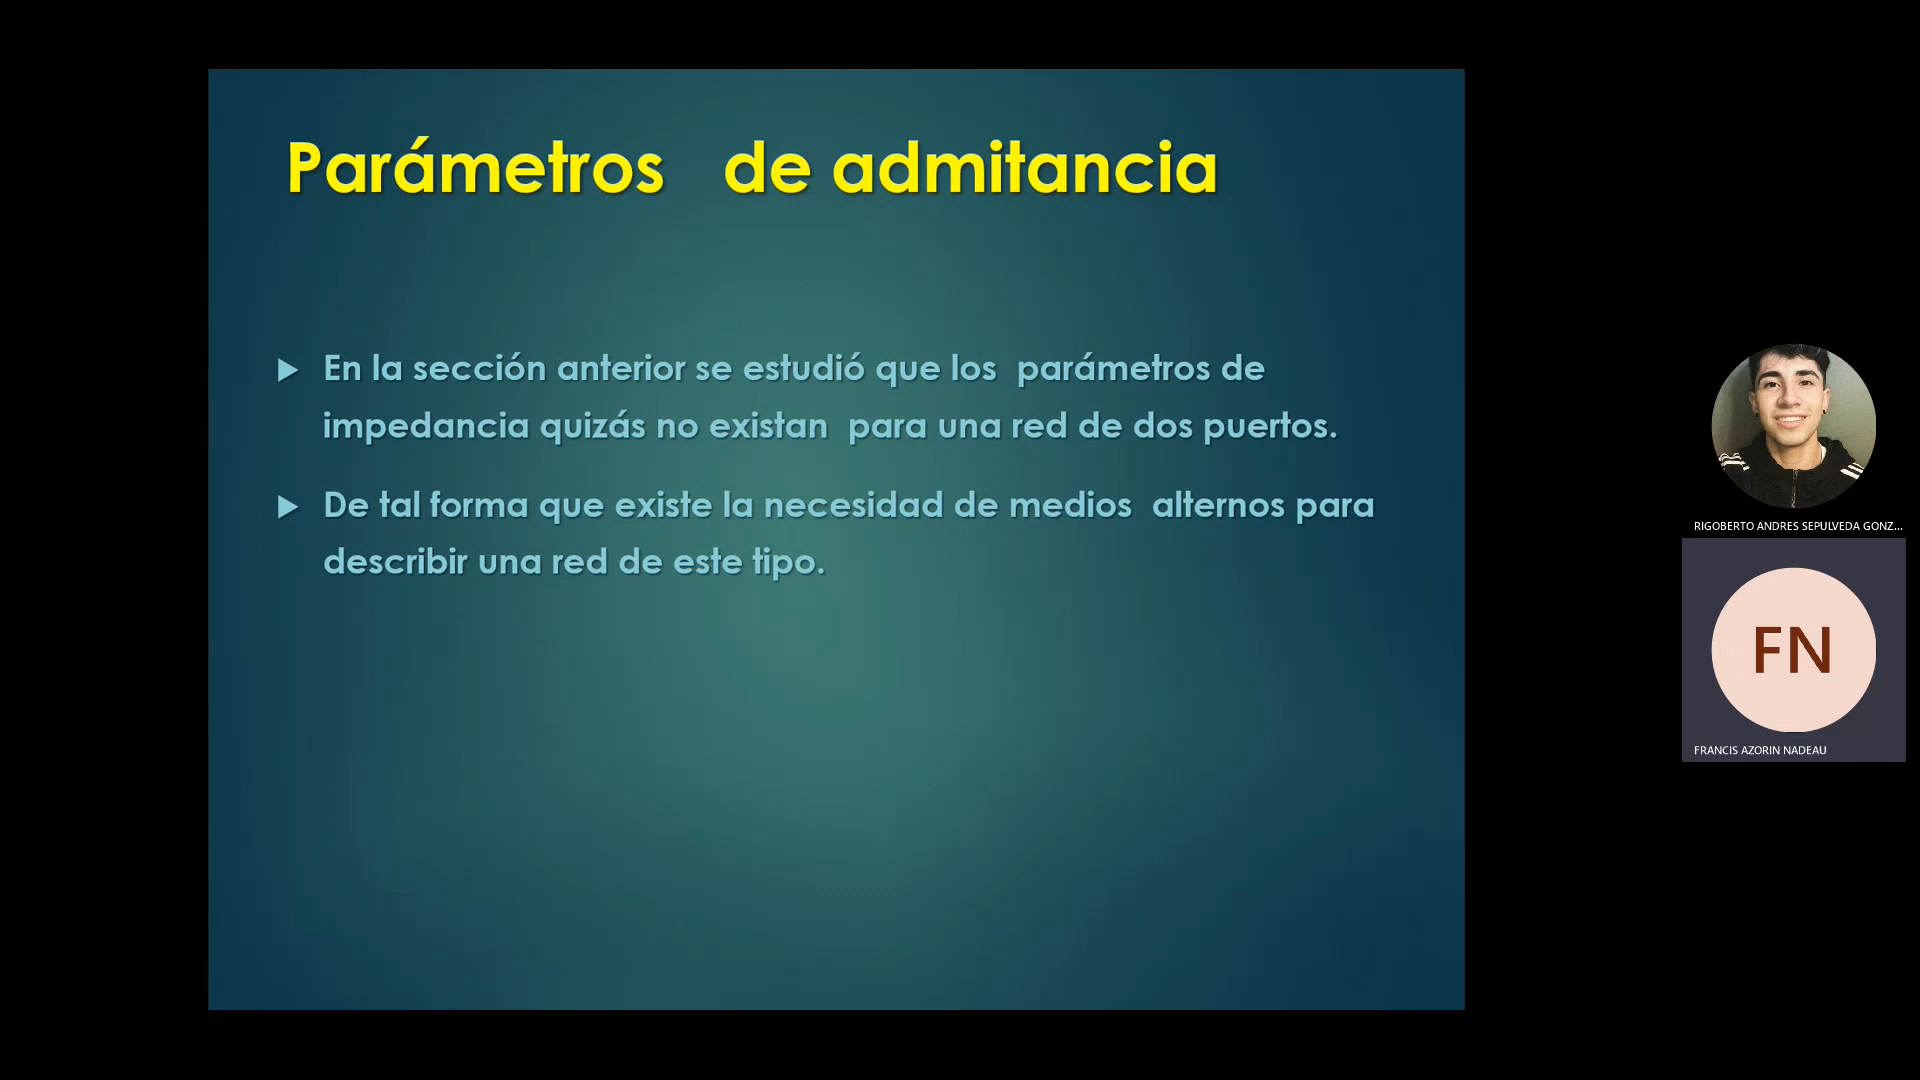 Parámetros de admitancia
En la sección anterior se estudió que los parámetros de
impedancia quizás no existan para una red de dos puertos.
De tal forma que existe la necesidad de medios alternos para
describir una red de este tipo.
RIGOBERTO ANDRES SEPULVEDA GONZ...
FN
FRANCIS AZORIN NADEAU